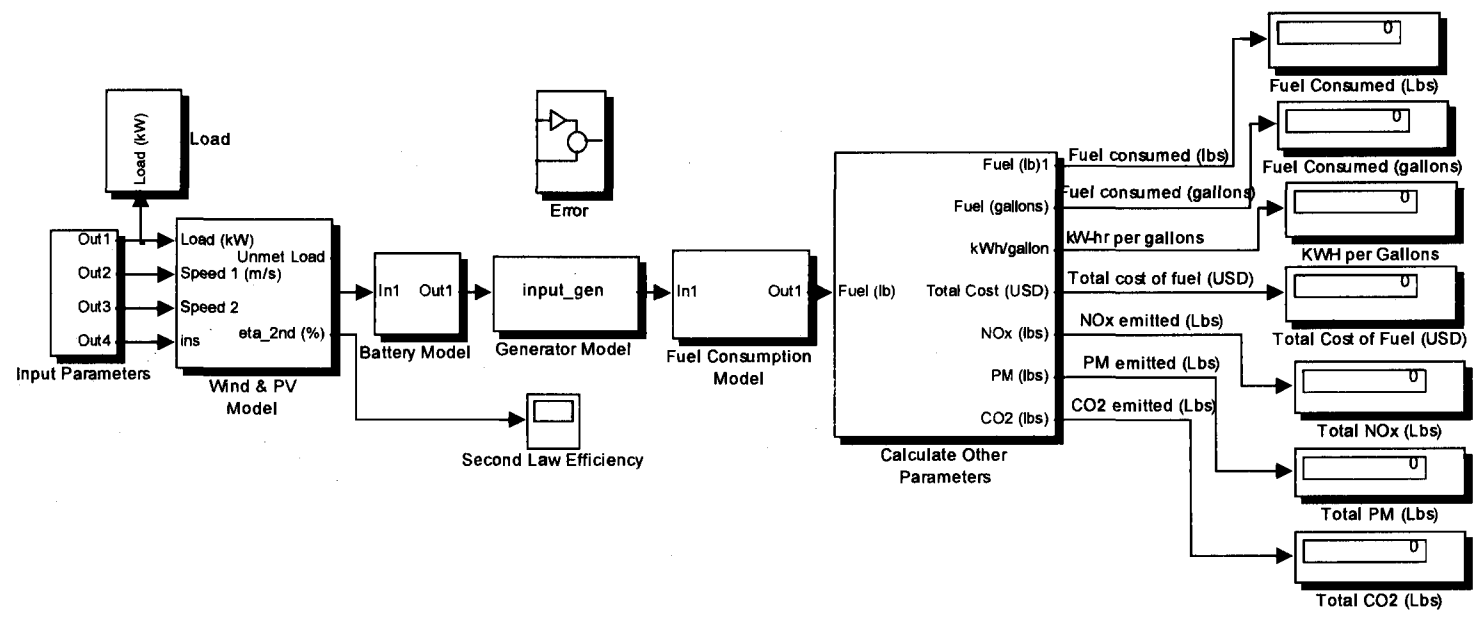 0
Fuel Consumed (Lbs)
0
Fuel Consumed (gallons)
0
KWH per Gallons
0
Total Cost of Fuel (USD)
0
Total NOx (Lbs)
0
Total PM (Lbs)
0
Total CO2 (Lbs)
Load (kW)
Load
Error
Out1
Out2
Out3
Out4
Input Parameters
Load (kW)
Unmet Load
Speed 1 (m/s)
Speed 2
eta_2nd (%)
ins
Wind & PV
Model
In1
Out1
Battery Model
input_gen
Generator Model
In1
Out1
Fuel Consumption
Model
Second Law Efficiency
Fuel (lb)
Fuel (lb)1
Fuel (gallons)
kWh/gallon
Total Cost (USD)
NOx (lbs)
PM (lbs)
CO2 (lbs)
Calculate Other
Parameters
Fuel consumed (lbs)
Fuel consumed (gallons)
kW-hr per gallons
Total cost of fuel (USD)
NOx emitted (Lbs)
PM emitted (Lbs)
CO2 emitted (Lbs)